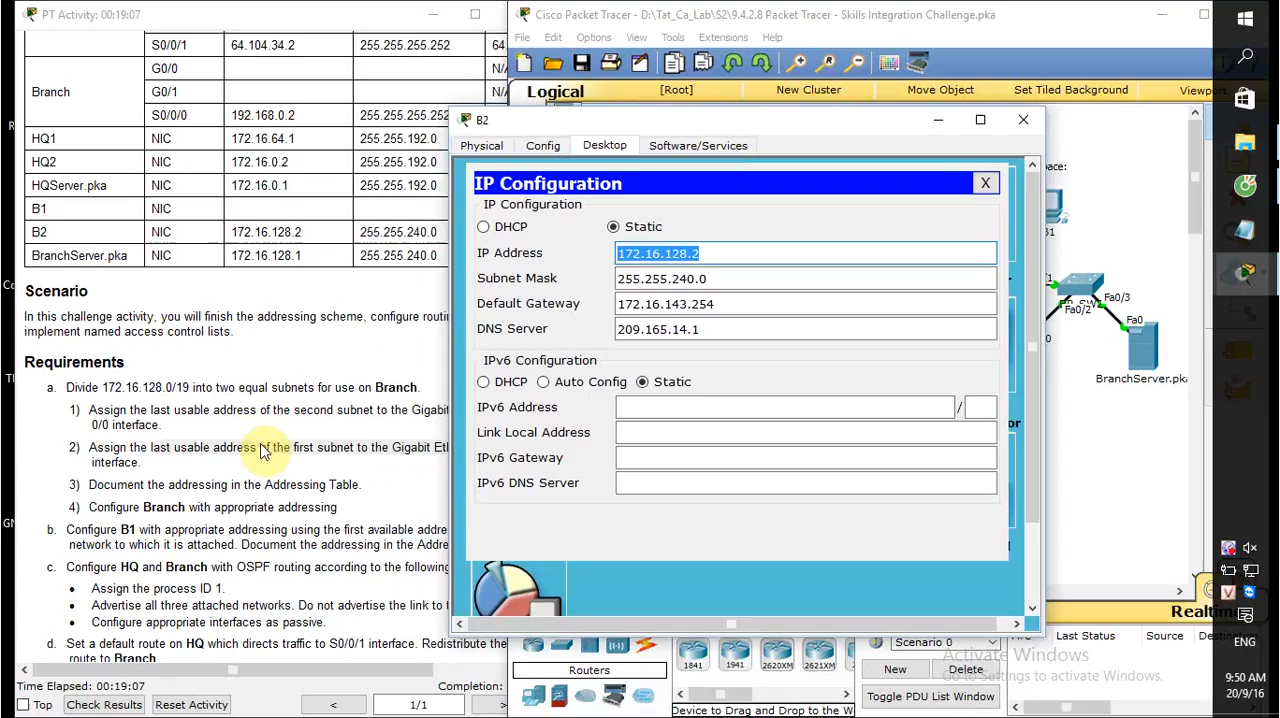 PT Activity: 00:19:07
S0/0/1 64.104.34.2 255.255.255.252 64
Branch G0/0 N/
G0/1 N/
S0/0/0 192.168.0.2 255.255.255.252
HQ1 NIC 172.16.64.1 255.255.192.0
HQ2 NIC 172.16.0.2 255.255.192.0
HQServer.pka NIC 172.16.0.1 255.255.192.0
B1 NIC
B2 NIC 172.16.128.2 255.255.240.0
BranchServer.pka NIC 172.16.128.1 255.255.240.0
Scenario
In this challenge activity, you will finish the addressing scheme, configure routin
implement named access control lists.
Requirements
a. Divide 172.16.128.0/19 into two equal subnets for use on Branch.
1) Assign the last usable address of the second subnet to the Gigabit
0/0 interface.
2) Assign the last usable address of the first subnet to the Gigabit Et
interface.
3) Document the addressing in the Addressing Table.
4) Configure Branch with appropriate addressing
b. Configure B1 with appropriate addressing using the first available addre
network to which it is attached. Document the addressing in the Addre
c. Configure HQ and Branch with OSPF routing according to the following
• Assign the process ID 1.
• Advertise all three attached networks. Do not advertise the link to t
• Configure appropriate interfaces as passive.
d. Set a default route on HQ which directs traffic to S0/0/1 interface. Redistribute the
route to Branch
Time Elapsed: 00:19:07 Completion:
Top Check Results Reset Activity < 1/1 >
Cisco Packet Tracer - D:\Tat_Ca_Lab\S2\9.4.2.8 Packet Tracer - Skills Integration Challenge.pka
File Edit Options View Tools Extensions Help
Logical [Root] New Cluster Move Object Set Tiled Background Viewport
B2
Physical Config Desktop Software/Services
IP Configuration X
IP Configuration
DHCP Static
IP Address 172.16.128.2
Subnet Mask 255.255.240.0
Default Gateway 172.16.143.254
DNS Server 209.165.14.1
IPv6 Configuration
DHCP Auto Config Static
IPv6 Address /
Link Local Address
IPv6 Gateway
IPv6 DNS Server
pace:
B1
Fa0/3
Fa0/2
Fa0
BranchServer.pka
or
Realtime
Routers
1841 1941 2620XM 2621XM
Device to Drag and Drop to the W
Scenario 0
New Delete
Toggle PDU List Window
Fire Last Status Source Destination
Activate Windows
Go to Settings to activate Windows.
ENG
9:50 AM
20/9/16